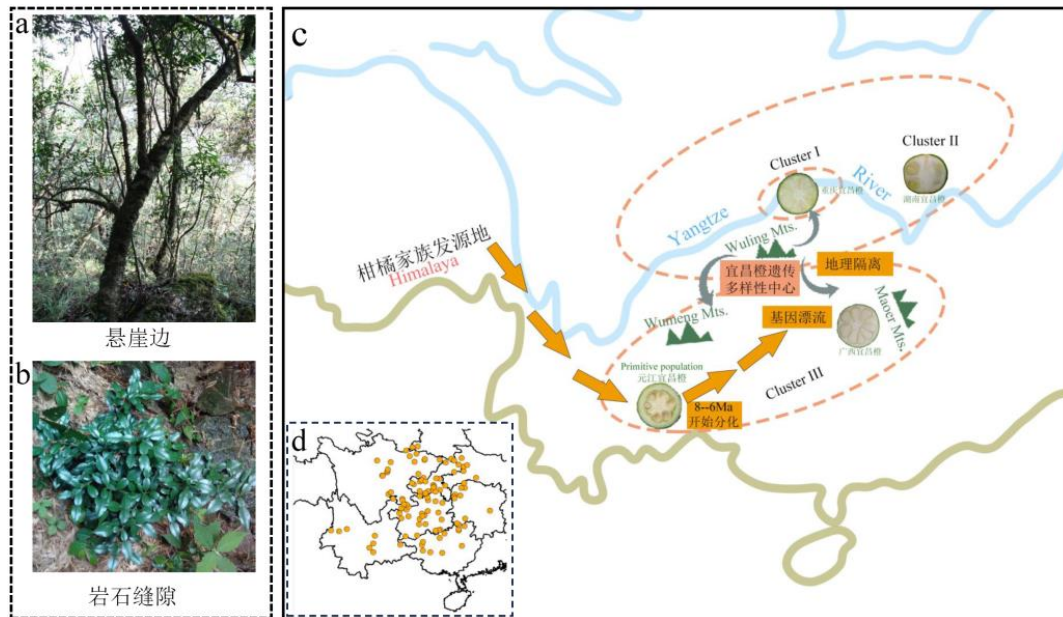 a
悬崖边
b
岩石缝隙
c
柑橘家族发源地
Himalaya
Yangtze
River
Cluster I
重庆宜昌橙
Cluster II
湖南宜昌橙
Wuling Mts.
宜昌橙遗传
多样性中心
地理隔离
Wumeng Mts.
基因漂流
Maoer Mts.
广西宜昌橙
Primitive population
元江宜昌橙
Cluster III
8--6Ma
开始分化
d